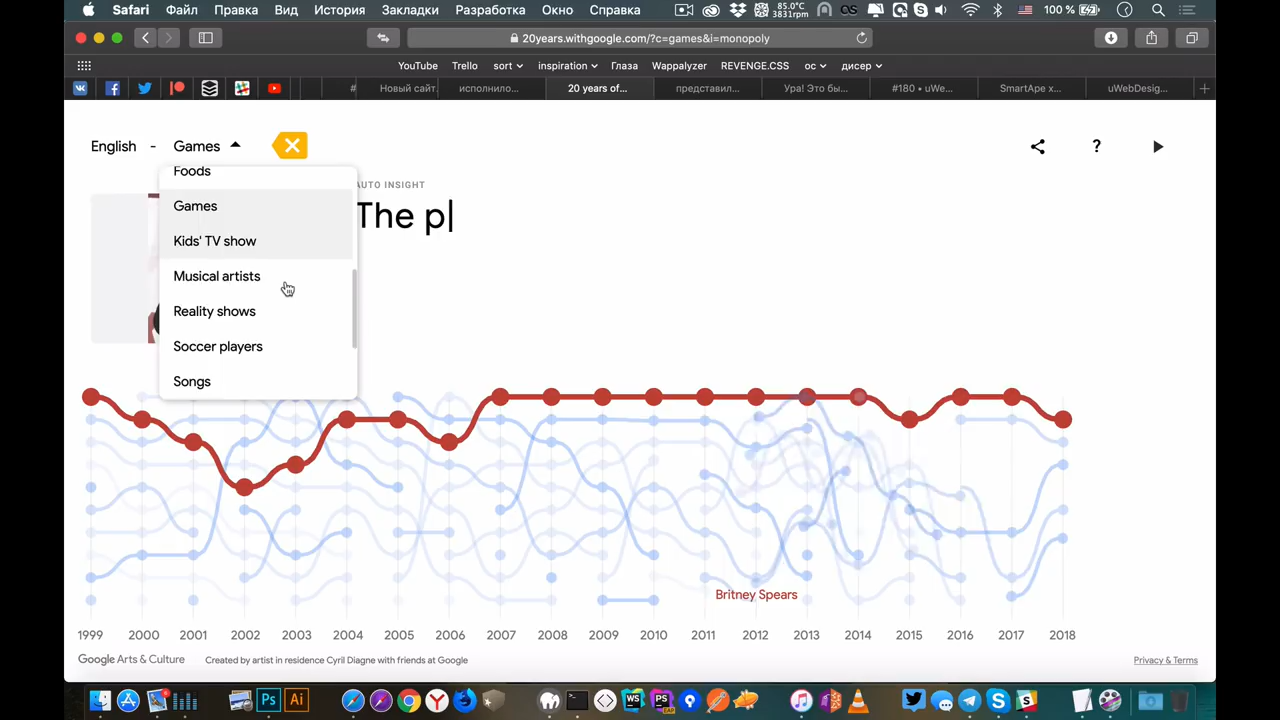 Safari Файл Правка Вид История Закладки Разработка Окно Справка 85.0°C 3831rpm 100 %
20years.withgoogle.com/?c=games&i=monopoly
YouTube Trello sort inspiration Глаза Wappalyzer REVENGE.CSS ос дисер
# Новый сайт. исполнило... 20 years of... представил... Ура! Это бы... #180 • uWe... SmartApe x... uWebDesig...
English - Games
?
Foods
AUTO INSIGHT
Games
The p
Kids' TV show
Musical artists
Reality shows
Soccer players
Songs
Britney Spears
1999 2000 2001 2002 2003 2004 2005 2006 2007 2008 2009 2010 2011 2012 2013 2014 2015 2016 2017 2018
Google Arts & Culture Created by artist in residence Cyril Diagne with friends at Google Privacy & Terms
Ps Ai WS PS